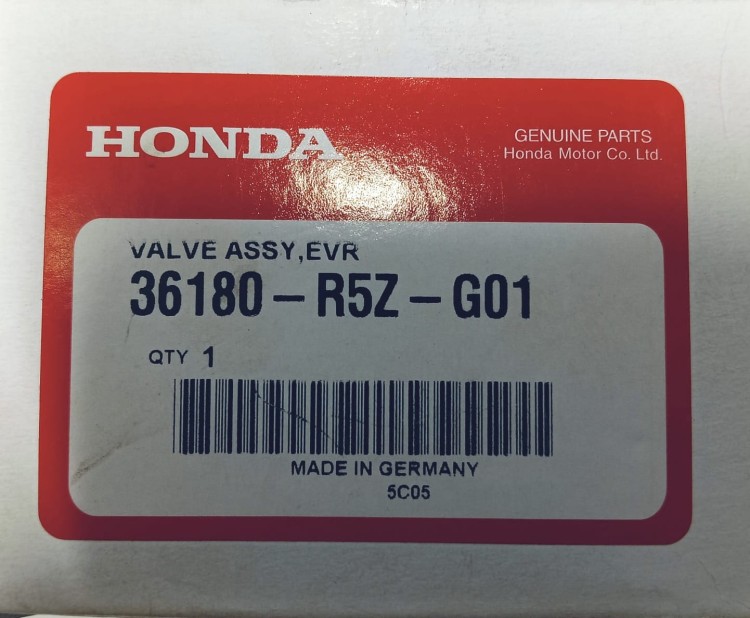 HONDA
GENUINE PARTS
Honda Motor Co. Ltd.
VALVE ASSY,EVR
36180-R5Z-G01
QTY 1
MADE IN GERMANY
5C05